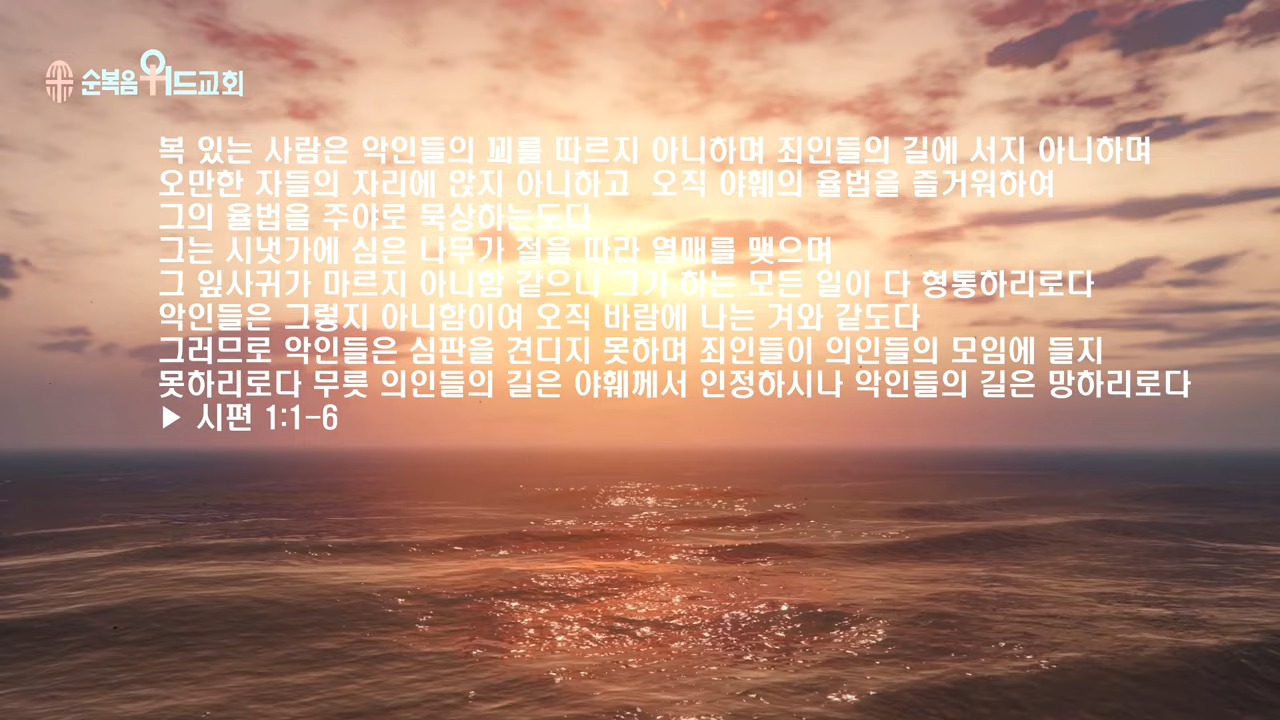 순복음위드교회
복 있는 사람은 악인들의 꾀를 따르지 아니하며 죄인들의 길에 서지 아니하며
오만한 자들의 자리에 앉지 아니하고 오직 야훼의 율법을 즐거워하여
그의 율법을 주야로 묵상하는도다
그는 시냇가에 심은 나무가 철을 따라 열매를 맺으며
그 잎사귀가 마르지 아니함 같으니 그가 하는 모든 일이 다 형통하리로다
악인들은 그렇지 아니함이여 오직 바람에 나는 겨와 같도다
그러므로 악인들은 심판을 견디지 못하며 죄인들이 의인들의 모임에 들지
못하리로다 무릇 의인들의 길은 야훼께서 인정하시나 악인들의 길은 망하리로다
▶ 시편 1:1-6